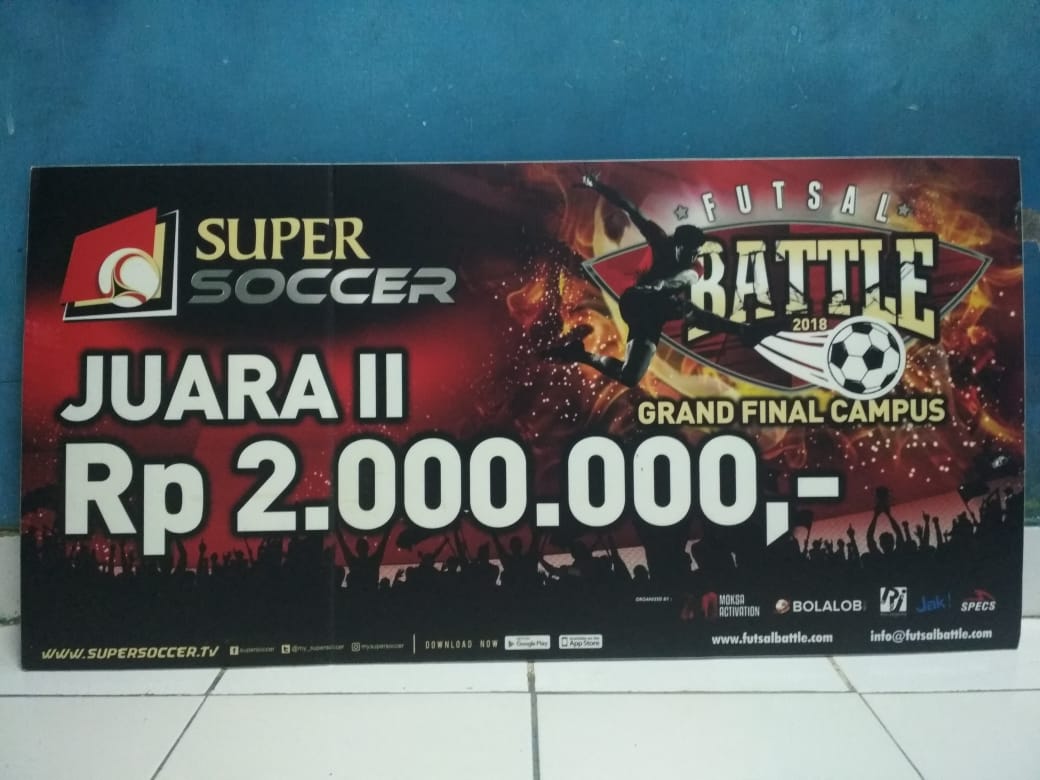 SUPER
SOCCER
FUTSAL
BATTLE
2018
GRAND FINAL CAMPUS
JUARA II
Rp 2.000.000,-
ORGANIZED BY :
MOKSA
ACTIVATION
BOLALOB
Jak!
SPECS
WWW.SUPERSOCCER.TV
supersoccer
@my_supersoccer
mysupersoccer
DOWNLOAD NOW
Google Play
App Store
www.futsalbattle.com
info@futsalbattle.com